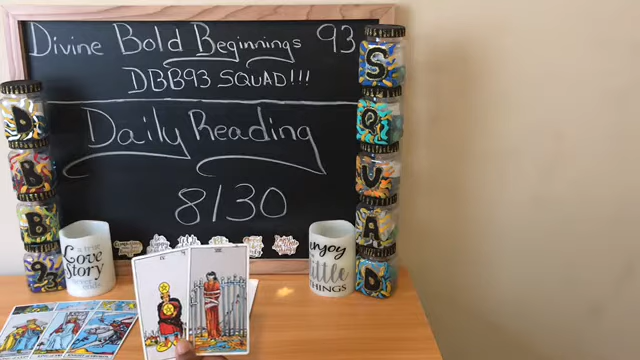 Divine Bold Beginnings 93
DBB93 SQUAD!!!
Daily Reading
8/30
D
B
B
93
S
Q
U
A
D
Love
Story
enjoy
little
THINGS